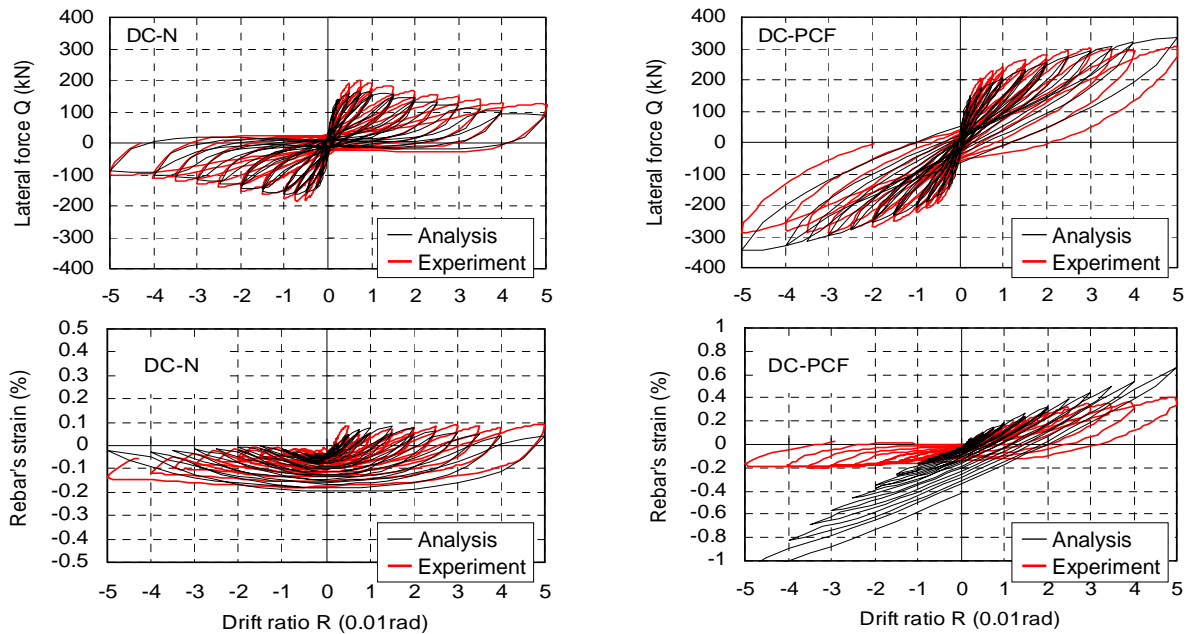 DC-N
Lateral force Q (kN)
400
300
200
100
0
-100
-200
-300
-400
-5 -4 -3 -2 -1 0 1 2 3 4 5
Analysis
Experiment
DC-PCF
Lateral force Q (kN)
400
300
200
100
0
-100
-200
-300
-400
-5 -4 -3 -2 -1 0 1 2 3 4 5
Analysis
Experiment
DC-N
Rebar's strain (%)
0.5
0.4
0.3
0.2
0.1
0
-0.1
-0.2
-0.3
-0.4
-0.5
-5 -4 -3 -2 -1 0 1 2 3 4 5
Drift ratio R (0.01rad)
Analysis
Experiment
DC-PCF
Rebar's strain (%)
1
0.8
0.6
0.4
0.2
0
-0.2
-0.4
-0.6
-0.8
-1
-5 -4 -3 -2 -1 0 1 2 3 4 5
Drift ratio R (0.01rad)
Analysis
Experiment